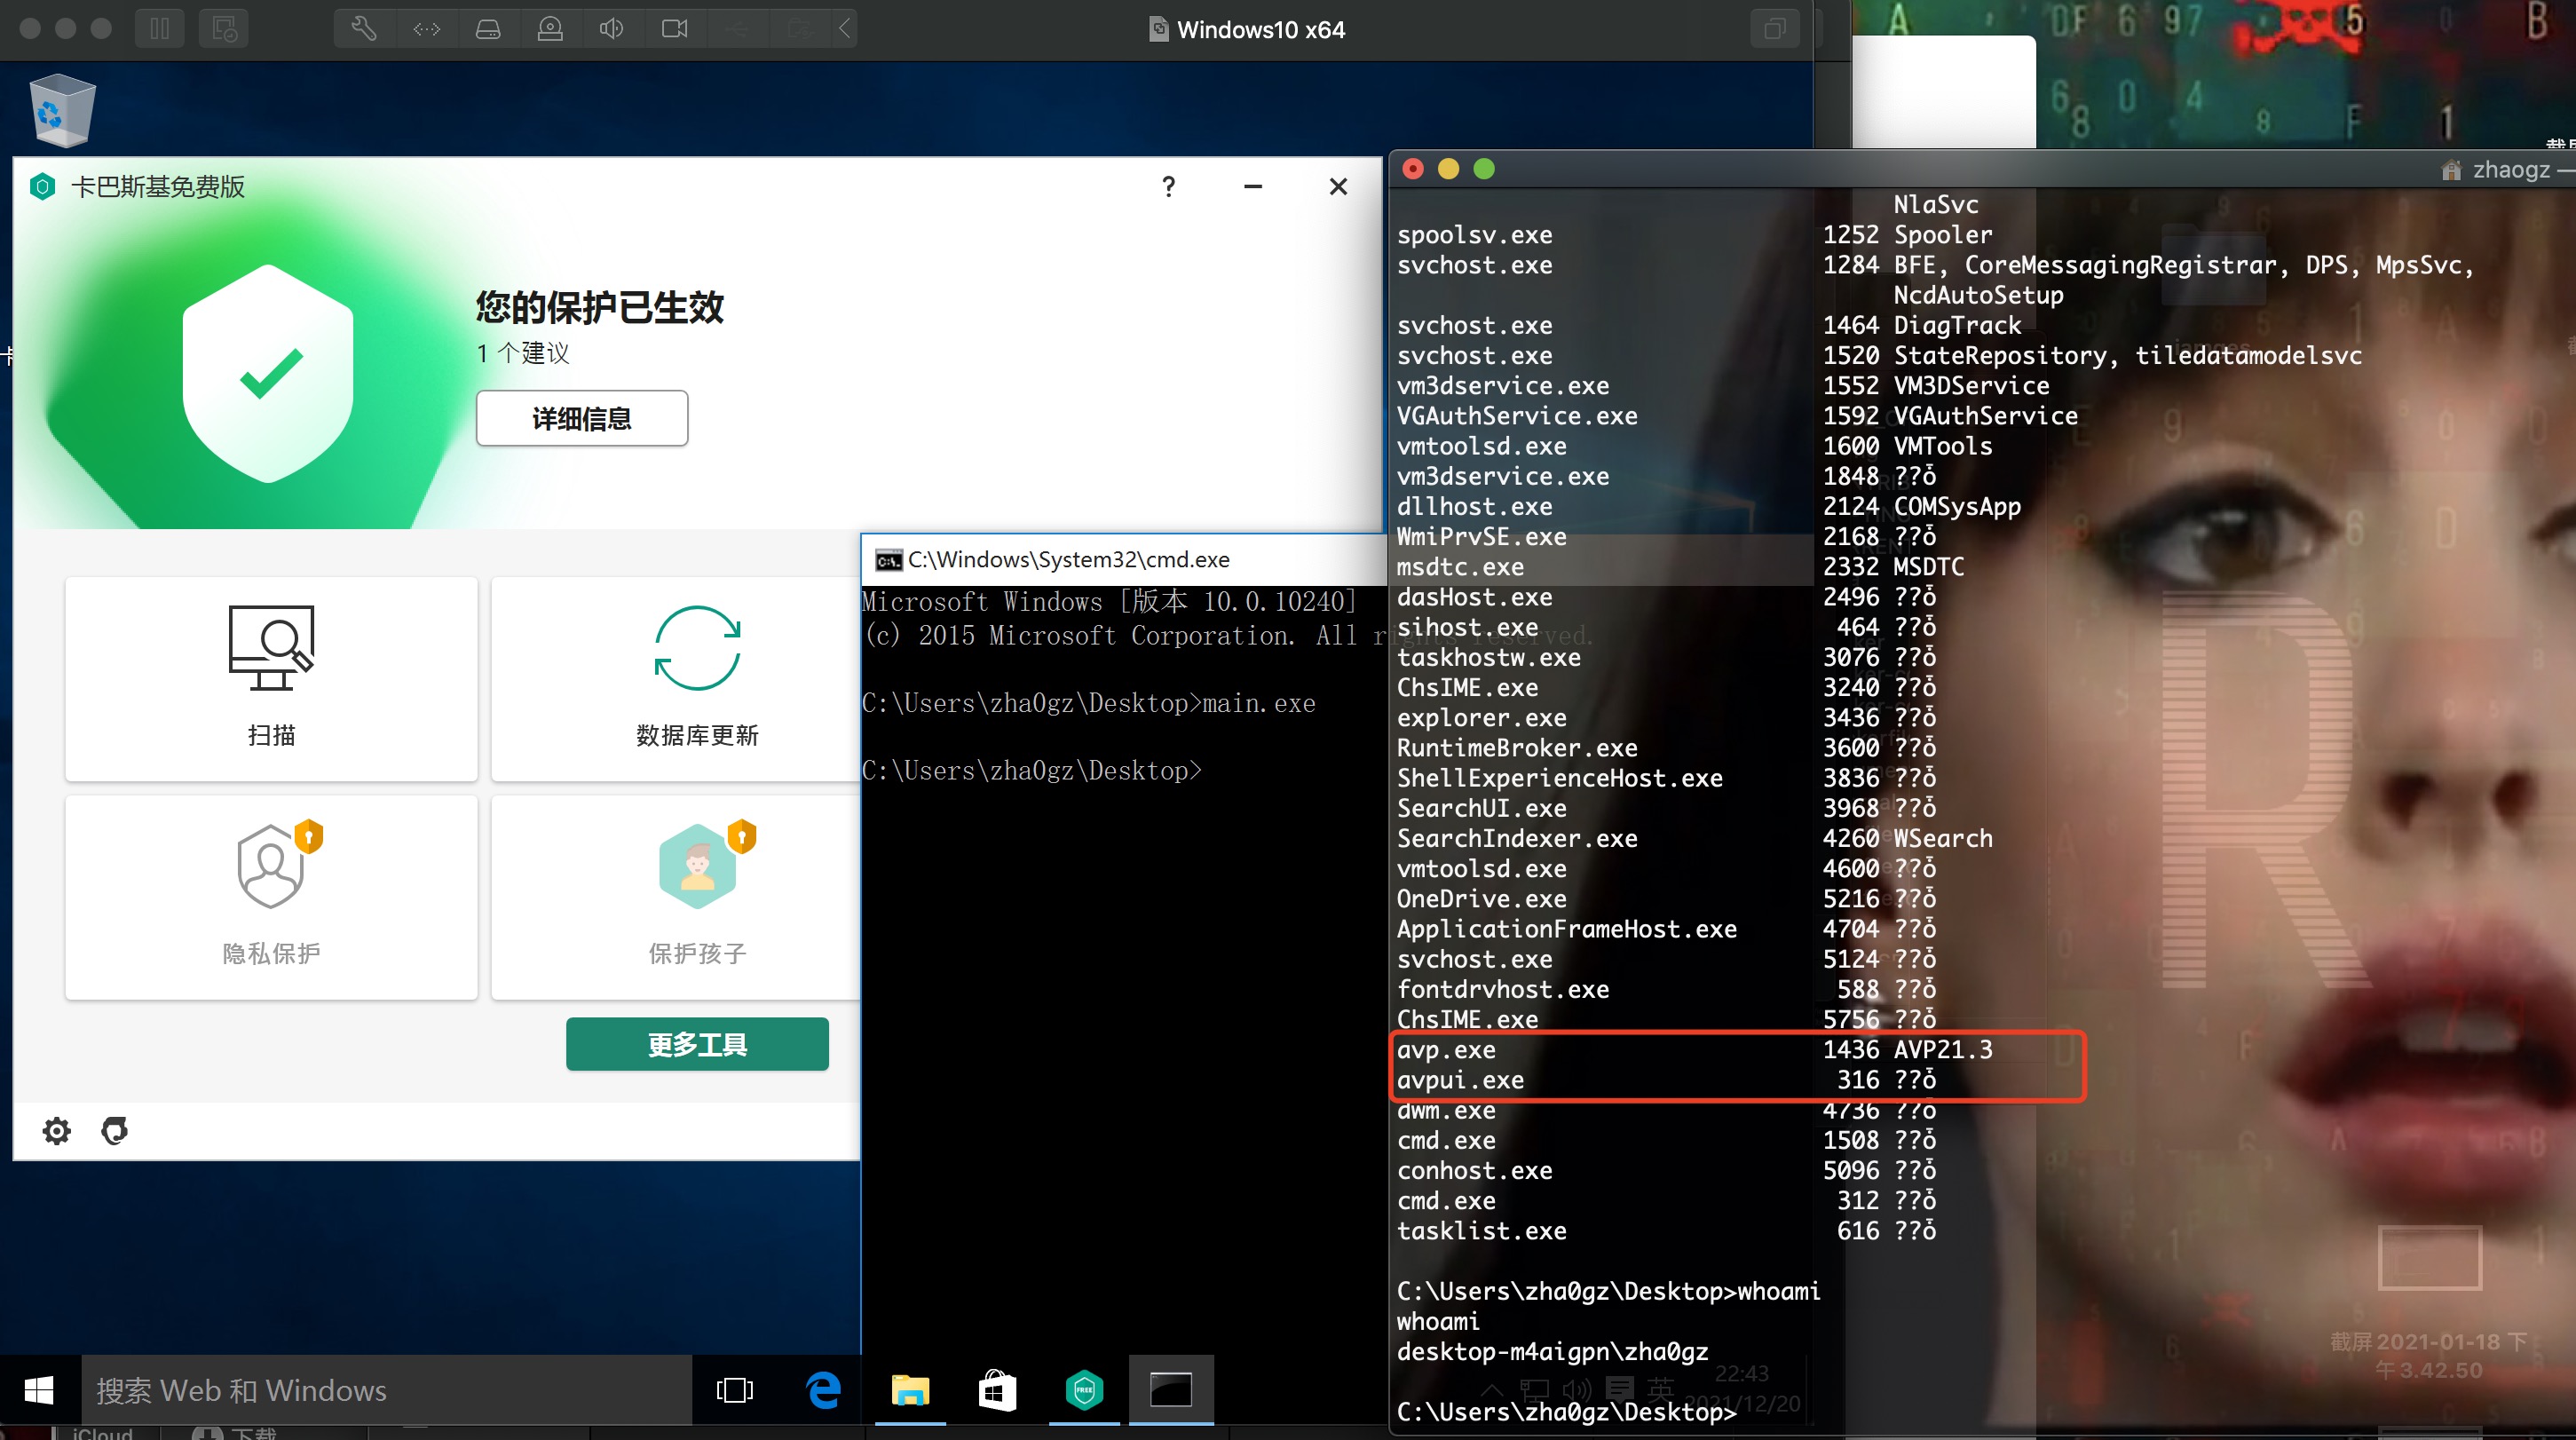 Windows10 x64
卡巴斯基免费版
?
您的保护已生效
1 个建议
详细信息
扫描
数据库更新
隐私保护
保护孩子
更多工具
C:\Windows\System32\cmd.exe
Microsoft Windows [版本 10.0.10240]
(c) 2015 Microsoft Corporation. All rights reserved.
C:\Users\zha0gz\Desktop>main.exe
C:\Users\zha0gz\Desktop>
搜索 Web 和 Windows
FREE
zhaogz —
NlaSvc
spoolsv.exe 1252 Spooler
svchost.exe 1284 BFE, CoreMessagingRegistrar, DPS, MpsSvc,
NcdAutoSetup
svchost.exe 1464 DiagTrack
svchost.exe 1520 StateRepository, tiledatamodelsvc
vm3dservice.exe 1552 VM3DService
VGAuthService.exe 1592 VGAuthService
vmtoolsd.exe 1600 VMTools
vm3dservice.exe 1848 ??
dllhost.exe 2124 COMSysApp
WmiPrvSE.exe 2168 ??
msdtc.exe 2332 MSDTC
dasHost.exe 2496 ??
sihost.exe 464 ??
taskhostw.exe 3076 ??
ChsIME.exe 3240 ??
explorer.exe 3436 ??
RuntimeBroker.exe 3600 ??
ShellExperienceHost.exe 3836 ??
SearchUI.exe 3968 ??
SearchIndexer.exe 4260 WSearch
vmtoolsd.exe 4600 ??
OneDrive.exe 5216 ??
ApplicationFrameHost.exe 4704 ??
svchost.exe 5124 ??
fontdrvhost.exe 588 ??
ChsIME.exe 5756 ??
avp.exe 1436 AVP21.3
avpui.exe 316 ??
dwm.exe 4736 ??
cmd.exe 1508 ??
conhost.exe 5096 ??
cmd.exe 312 ??
tasklist.exe 616 ??
C:\Users\zha0gz\Desktop>whoami
whoami
desktop-m4aigpn\zha0gz
C:\Users\zha0gz\Desktop>
英
22:43
2021/12/20
截屏 2021-01-18 下
午3.42.50
R
iCloud
下载